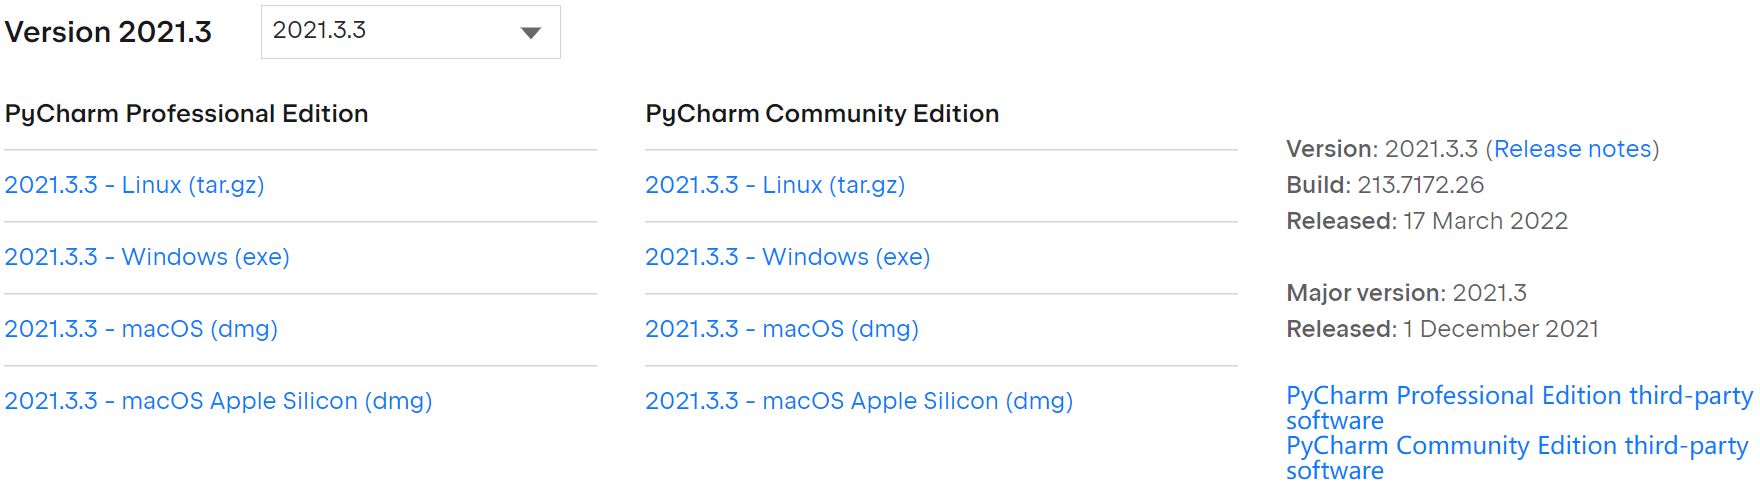 Version 2021.3
2021.3.3
PyCharm Professional Edition
2021.3.3 - Linux (tar.gz)
2021.3.3 - Windows (exe)
2021.3.3 - macOS (dmg)
2021.3.3 - macOS Apple Silicon (dmg)
PyCharm Community Edition
2021.3.3 - Linux (tar.gz)
2021.3.3 - Windows (exe)
2021.3.3 - macOS (dmg)
2021.3.3 - macOS Apple Silicon (dmg)
Version: 2021.3.3 (Release notes)
Build: 213.7172.26
Released: 17 March 2022
Major version: 2021.3
Released: 1 December 2021
PyCharm Professional Edition third-party
software
PyCharm Community Edition third-party
software